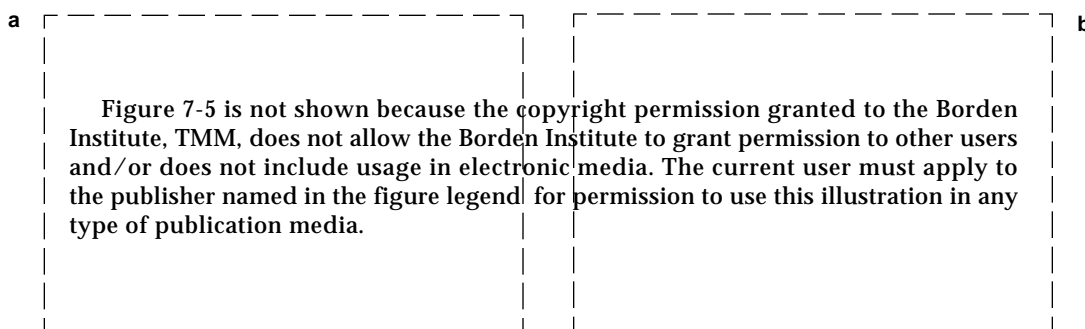 a
b
Figure 7-5 is not shown because the copyright permission granted to the Borden
Institute, TMM, does not allow the Borden Institute to grant permission to other users
and/or does not include usage in electronic media. The current user must apply to
the publisher named in the figure legend for permission to use this illustration in any
type of publication media.